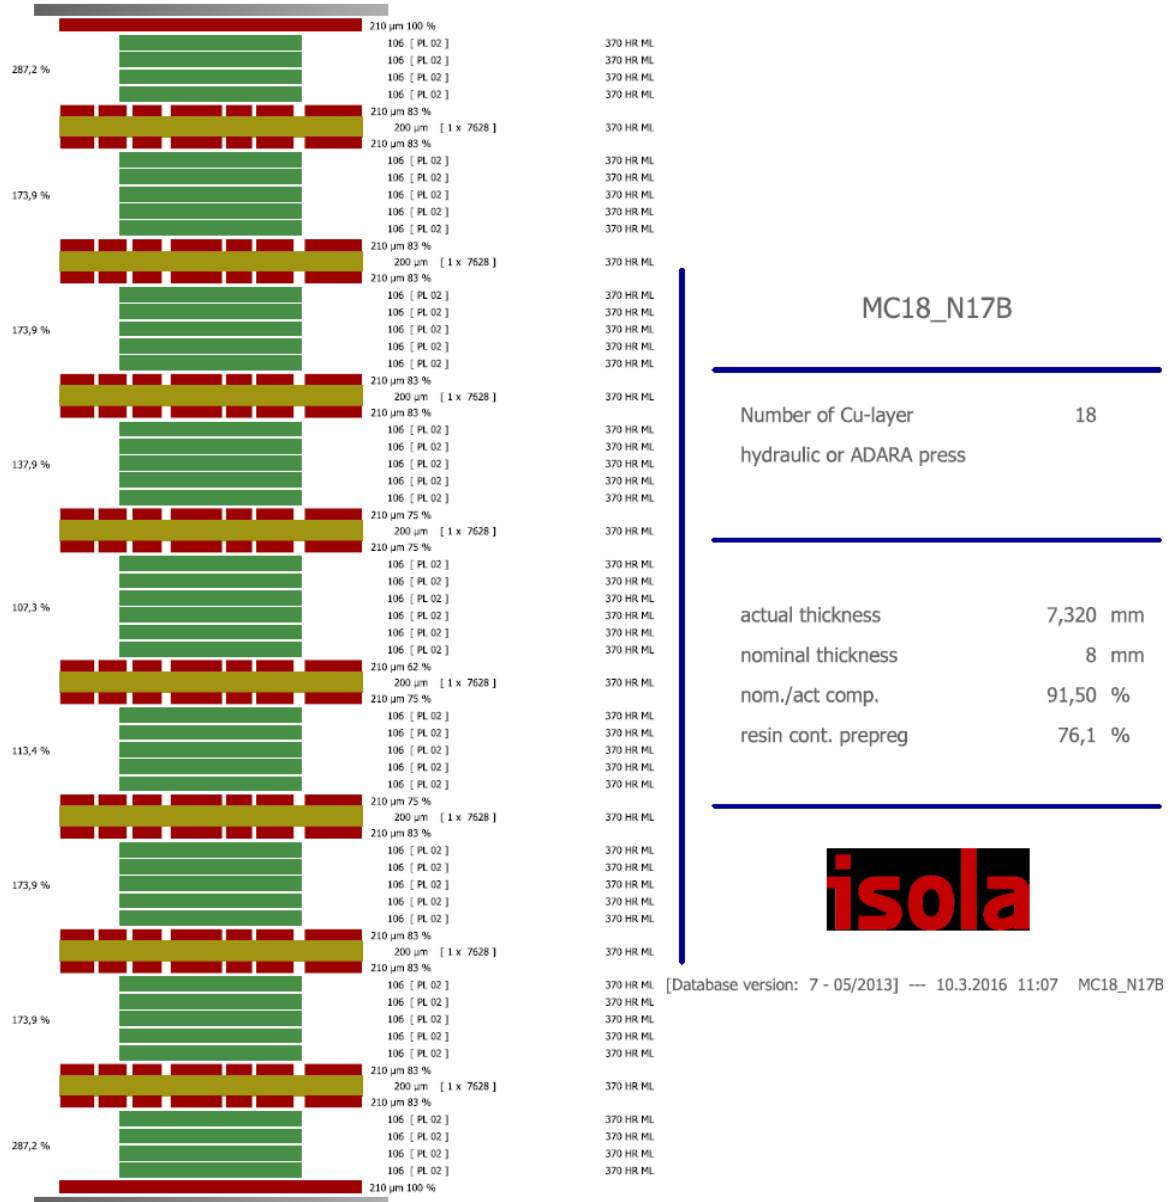 210 µm 100 %
106 [ PL 02 ] 370 HR ML
106 [ PL 02 ] 370 HR ML
287,2 %
106 [ PL 02 ] 370 HR ML
106 [ PL 02 ] 370 HR ML
210 µm 83 %
200 µm [ 1 x 7628 ] 370 HR ML
210 µm 83 %
106 [ PL 02 ] 370 HR ML
106 [ PL 02 ] 370 HR ML
173,9 % 106 [ PL 02 ] 370 HR ML
106 [ PL 02 ] 370 HR ML
106 [ PL 02 ] 370 HR ML
210 µm 83 %
200 µm [ 1 x 7628 ] 370 HR ML
210 µm 83 %
106 [ PL 02 ] 370 HR ML
106 [ PL 02 ] 370 HR ML
173,9 % 106 [ PL 02 ] 370 HR ML
106 [ PL 02 ] 370 HR ML
106 [ PL 02 ] 370 HR ML
210 µm 83 %
200 µm [ 1 x 7628 ] 370 HR ML
210 µm 83 %
106 [ PL 02 ] 370 HR ML
106 [ PL 02 ] 370 HR ML
137,9 % 106 [ PL 02 ] 370 HR ML
106 [ PL 02 ] 370 HR ML
106 [ PL 02 ] 370 HR ML
210 µm 75 %
200 µm [ 1 x 7628 ] 370 HR ML
210 µm 75 %
106 [ PL 02 ] 370 HR ML
106 [ PL 02 ] 370 HR ML
106 [ PL 02 ] 370 HR ML
107,3 %
106 [ PL 02 ] 370 HR ML
106 [ PL 02 ] 370 HR ML
106 [ PL 02 ] 370 HR ML
210 µm 62 %
200 µm [ 1 x 7628 ] 370 HR ML
210 µm 75 %
106 [ PL 02 ] 370 HR ML
106 [ PL 02 ] 370 HR ML
113,4 % 106 [ PL 02 ] 370 HR ML
106 [ PL 02 ] 370 HR ML
106 [ PL 02 ] 370 HR ML
210 µm 75 %
200 µm [ 1 x 7628 ] 370 HR ML
210 µm 83 %
106 [ PL 02 ] 370 HR ML
106 [ PL 02 ] 370 HR ML
173,9 % 106 [ PL 02 ] 370 HR ML
106 [ PL 02 ] 370 HR ML
106 [ PL 02 ] 370 HR ML
210 µm 83 %
200 µm [ 1 x 7628 ] 370 HR ML
210 µm 83 %
106 [ PL 02 ] 370 HR ML
106 [ PL 02 ] 370 HR ML
173,9 % 106 [ PL 02 ] 370 HR ML
106 [ PL 02 ] 370 HR ML
106 [ PL 02 ] 370 HR ML
210 µm 83 %
200 µm [ 1 x 7628 ] 370 HR ML
210 µm 83 %
106 [ PL 02 ] 370 HR ML
106 [ PL 02 ] 370 HR ML
287,2 %
106 [ PL 02 ] 370 HR ML
106 [ PL 02 ] 370 HR ML
210 µm 100 %
MC18_N17B
Number of Cu-layer 18
hydraulic or ADARA press
actual thickness 7,320 mm
nominal thickness 8 mm
nom./act comp. 91,50 %
resin cont. prepreg 76,1 %
isola
[Database version: 7 - 05/2013] --- 10.3.2016 11:07 MC18_N17B